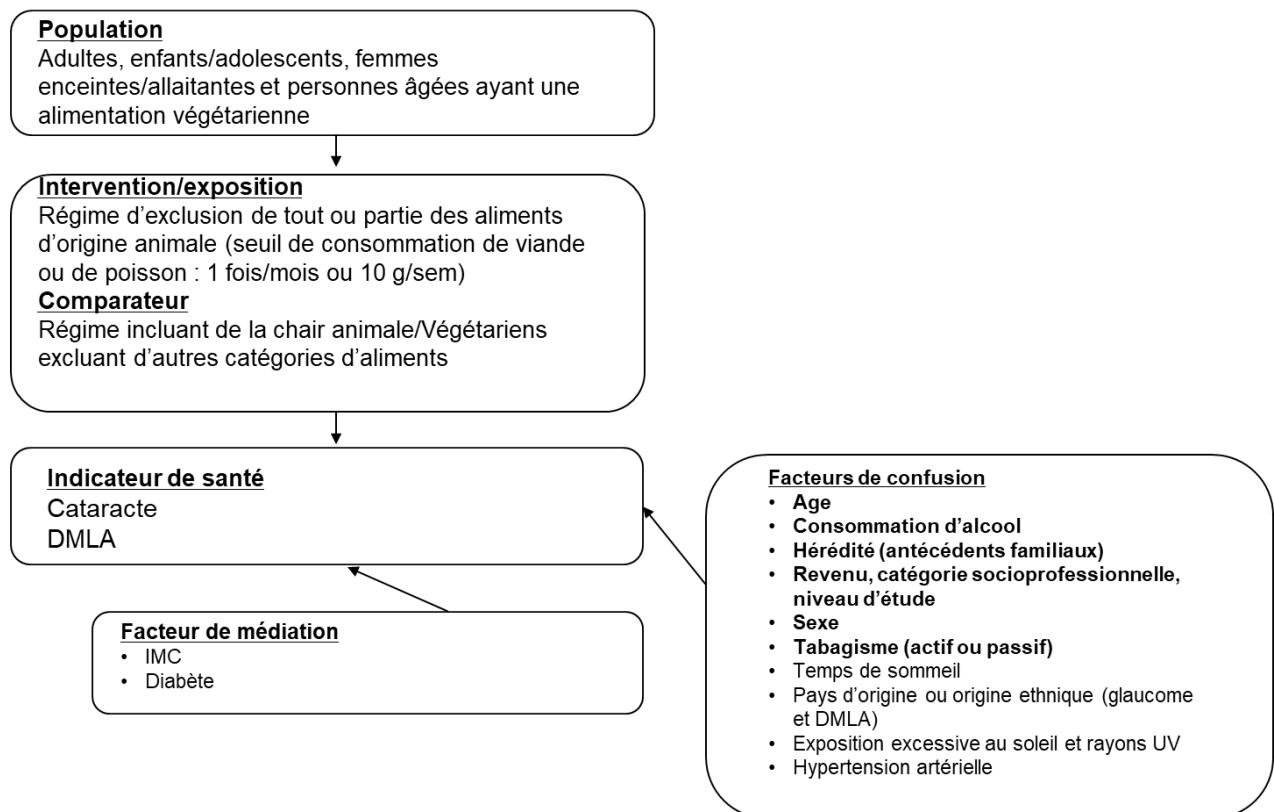 Population
Adultes, enfants/adolescents, femmes
enceintes/allaitantes et personnes âgées ayant une
alimentation végétarienne
Intervention/exposition
Régime d’exclusion de tout ou partie des aliments
d’origine animale (seuil de consommation de viande
ou de poisson : 1 fois/mois ou 10 g/sem)
Comparateur
Régime incluant de la chair animale/Végétariens
excluant d’autres catégories d’aliments
Indicateur de santé
Cataracte
DMLA
Facteur de médiation
• IMC
• Diabète
Facteurs de confusion
• Age
• Consommation d’alcool
• Hérédité (antécédents familiaux)
• Revenu, catégorie socioprofessionnelle,
niveau d’étude
• Sexe
• Tabagisme (actif ou passif)
• Temps de sommeil
• Pays d’origine ou origine ethnique (glaucome
et DMLA)
• Exposition excessive au soleil et rayons UV
• Hypertension artérielle